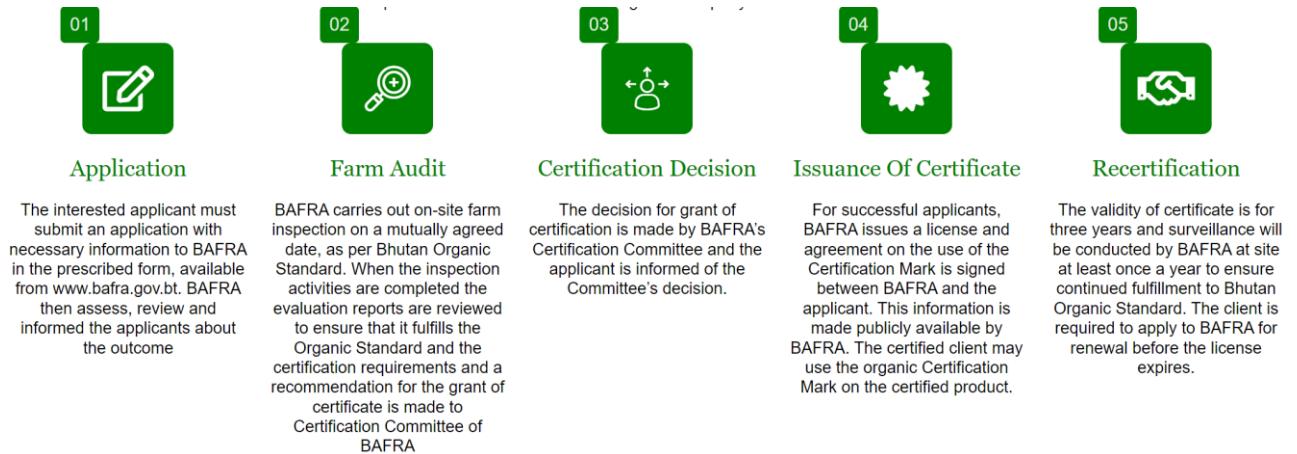 01
Application
The interested applicant must
submit an application with
necessary information to BAFRA
in the prescribed form, available
from www.bafra.gov.bt. BAFRA
then assess, review and
informed the applicants about
the outcome
02
Farm Audit
BAFRA carries out on-site farm
inspection on a mutually agreed
date, as per Bhutan Organic
Standard. When the inspection
activities are completed the
evaluation reports are reviewed
to ensure that it fulfills the
Organic Standard and the
certification requirements and a
recommendation for the grant of
certificate is made to
Certification Committee of
BAFRA
03
Certification Decision
The decision for grant of
certification is made by BAFRA’s
Certification Committee and the
applicant is informed of the
Committee’s decision.
04
Issuance Of Certificate
For successful applicants,
BAFRA issues a license and
agreement on the use of the
Certification Mark is signed
between BAFRA and the
applicant. This information is
made publicly available by
BAFRA. The certified client may
use the organic Certification
Mark on the certified product.
05
Recertification
The validity of certificate is for
three years and surveillance will
be conducted by BAFRA at site
at least once a year to ensure
continued fulfillment to Bhutan
Organic Standard. The client is
required to apply to BAFRA for
renewal before the license
expires.